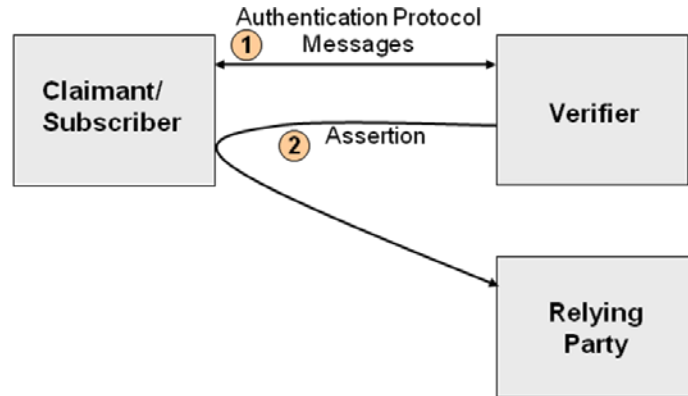 Authentication Protocol
Messages
1
Claimant/
Subscriber
Verifier
2
Assertion
Relying
Party